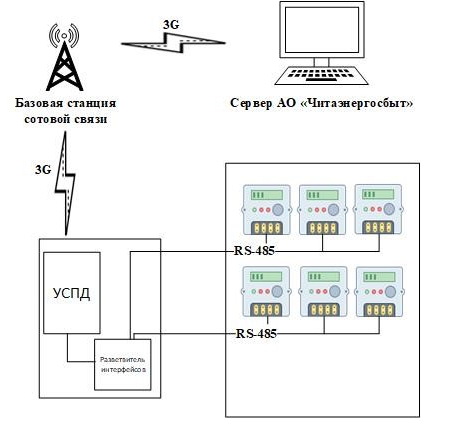 3G
Базовая станция
сотовой связи
Сервер АО «Читаэнергосбыт»
3G
RS-485
УСПД
RS-485
Разветвитель
интерфейсов